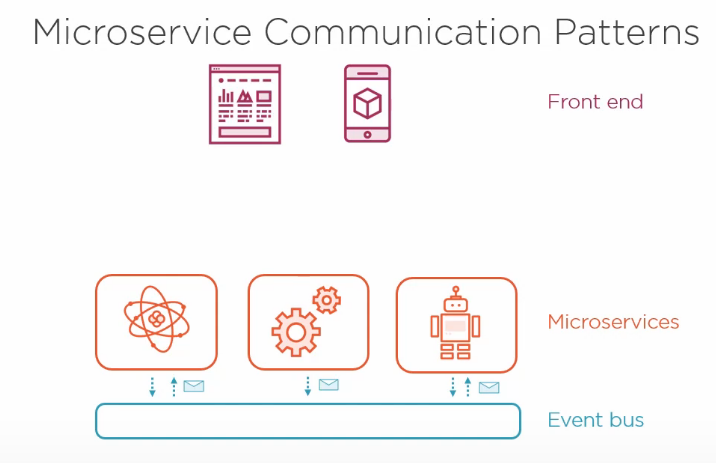 Microservice Communication Patterns
Front end
Microservices
Event bus